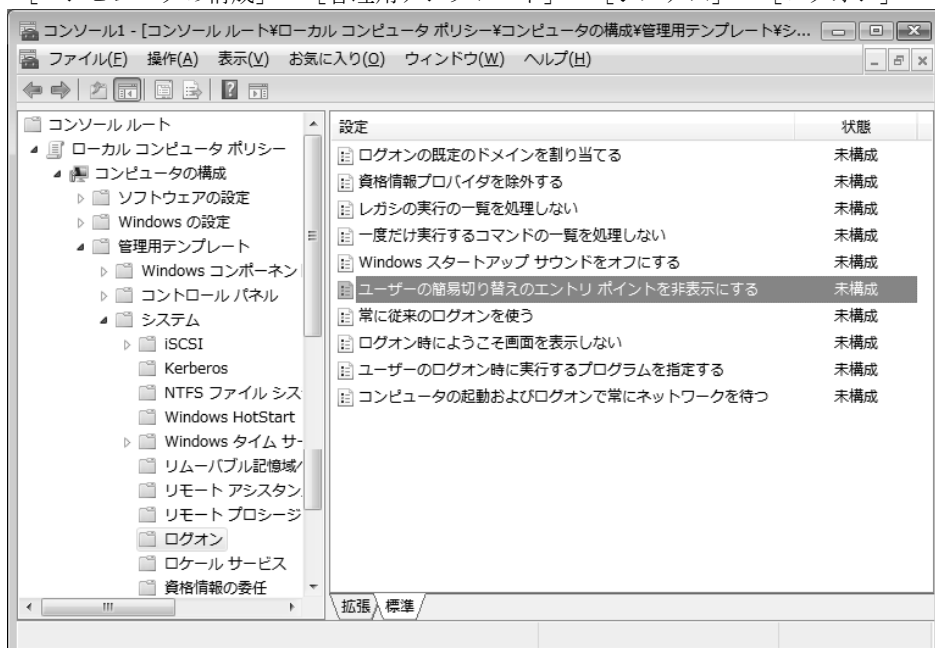 コンソール1 - [コンソール ルート¥ローカル コンピュータ ポリシー¥コンピュータの構成¥管理用テンプレート¥シ...
ファイル(F) 操作(A) 表示(V) お気に入り(O) ウィンドウ(W) ヘルプ(H)
コンソール ルート
ローカル コンピュータ ポリシー
コンピュータの構成
ソフトウェアの設定
Windows の設定
管理用テンプレート
Windows コンポーネン
コントロール パネル
システム
iSCSI
Kerberos
NTFS ファイル シス
Windows HotStart
Windows タイム サー
リムーバブル記憶域
リモート アシスタン
リモート プロシージ
ログオン
ロケール サービス
資格情報の委任
設定 状態
ログオンの既定のドメインを割り当てる 未構成
資格情報プロバイダを除外する 未構成
レガシの実行の一覧を処理しない 未構成
一度だけ実行するコマンドの一覧を処理しない 未構成
Windows スタートアップ サウンドをオフにする 未構成
ユーザーの簡易切り替えのエントリ ポイントを非表示にする 未構成
常に従来のログオンを使う 未構成
ログオン時にようこそ画面を表示しない 未構成
ユーザーのログオン時に実行するプログラムを指定する 未構成
コンピュータの起動およびログオンで常にネットワークを待つ 未構成
拡張 標準